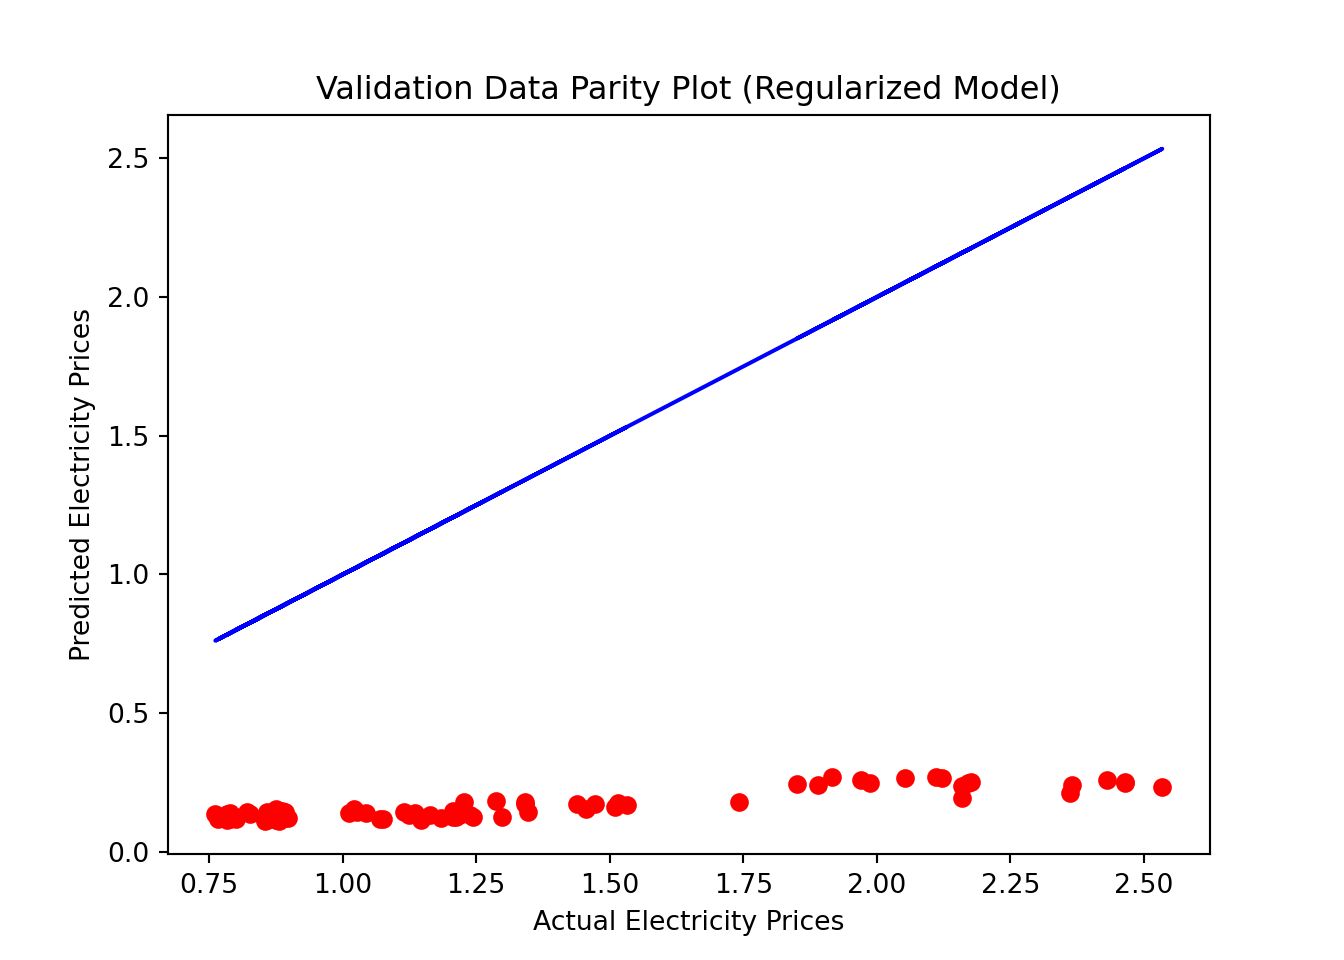 Validation Data Parity Plot (Regularized Model)
2.5
2.0
1.5
1.0
0.5
0.0
Predicted Electricity Prices
0.75 1.00 1.25 1.50 1.75 2.00 2.25 2.50
Actual Electricity Prices